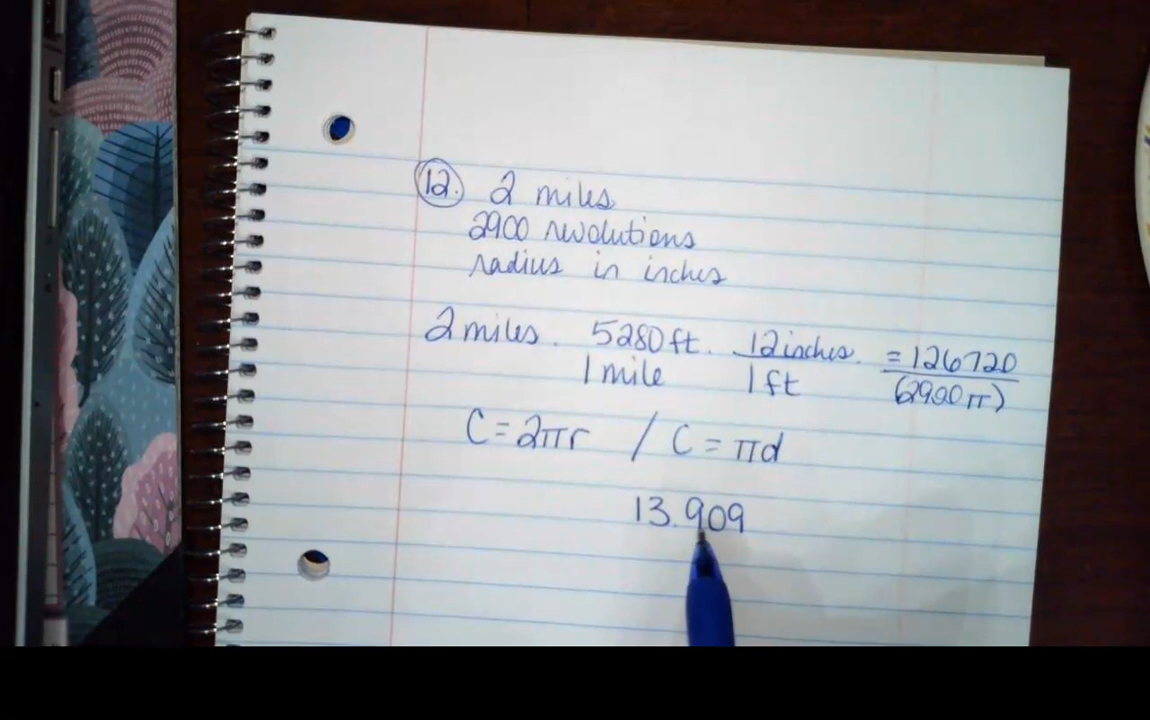 12. 2 miles
2900 revolutions
radius in inches
2 miles . 5280 ft. 12 inches. = 126720
1 mile 1 ft (2900π)
C = 2πr / C = πd
13.909